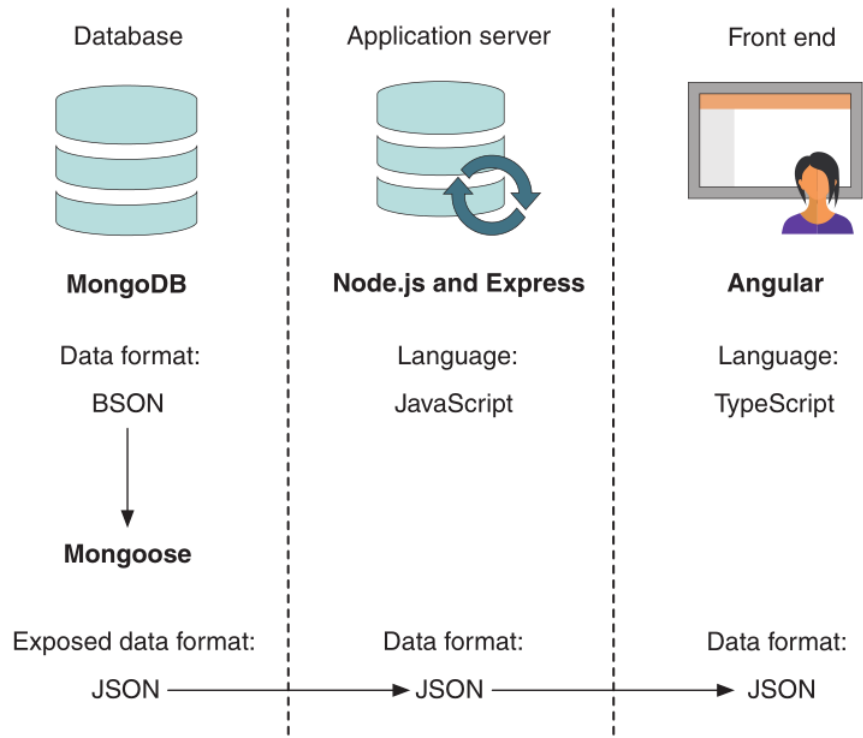 Database
Application server
Front end
MongoDB
Node.js and Express
Angular
Data format:
Language:
Language:
BSON
JavaScript
TypeScript
Mongoose
Exposed data format:
Data format:
Data format:
JSON
JSON
JSON